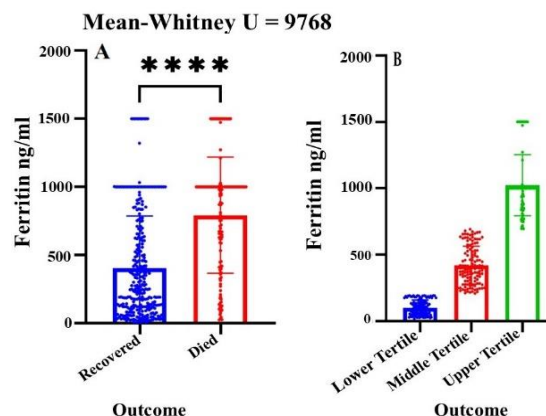 Mean-Whitney U = 9768
A
****
Ferritin ng/ml
2000
1500
1000
500
0
Recovered
Died
Outcome
B
Ferritin ng/ml
2000
1500
1000
500
0
Lower Tertile
Middle Tertile
Upper Tertile
Outcome